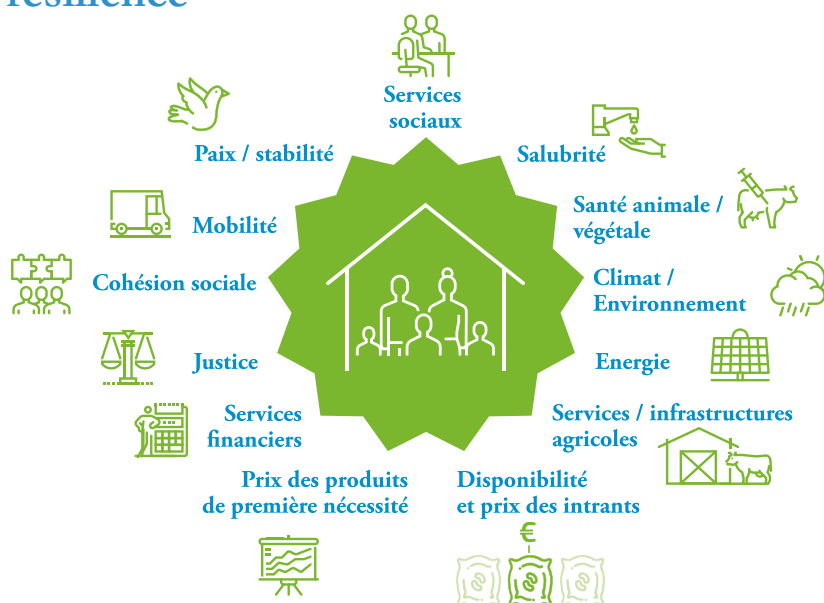 résilience
Services
sociaux
Paix / stabilité
Salubrité
Santé animale /
végétale
Mobilité
Climat /
Environnement
Cohésion sociale
Justice
Energie
Services
financiers
Services / infrastructures
agricoles
Prix des produits
de première nécessité
Disponibilité
et prix des intrants
€